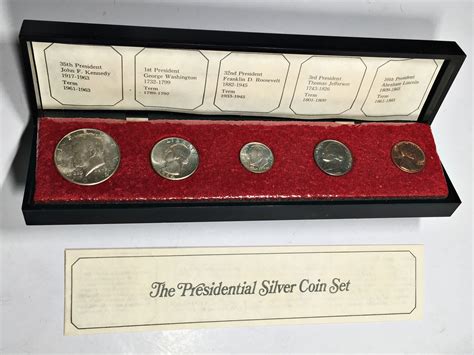 35th President
John F. Kennedy
1917-1963
Term
1961-1963
1st President
George Washington
1732-1799
Term
1789-1797
32nd President
Franklin D. Roosevelt
1882-1945
Term
1933-1945
3rd President
Thomas Jefferson
1743-1826
Term
1801-1809
16th President
Abraham Lincoln
1809-1865
Term
1861-1865
The Presidential Silver Coin Set